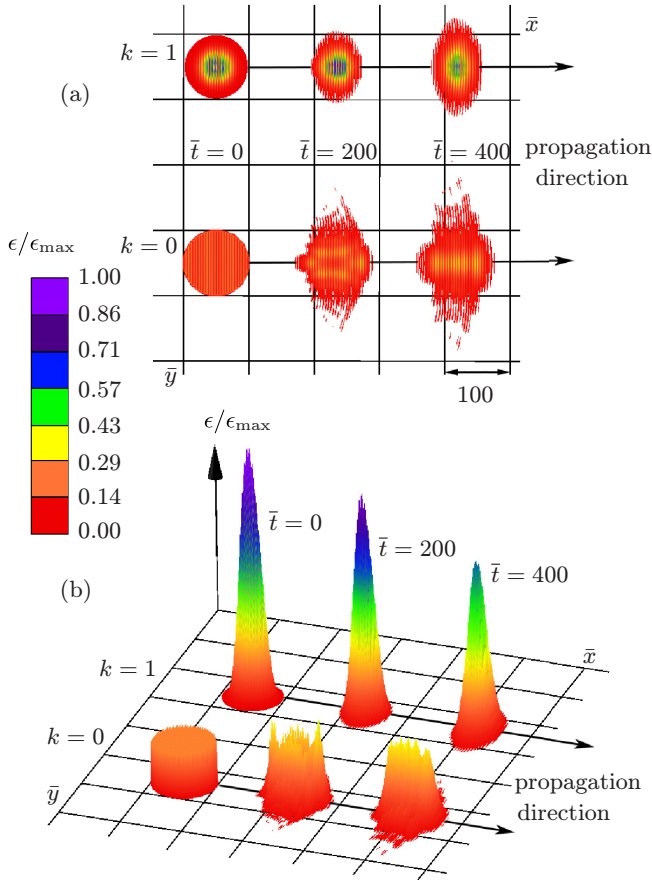 x̄
k = 1
(a)
t̄ = 0
t̄ = 200
t̄ = 400
propagation
direction
k = 0
ϵ/ϵmax
1.00
0.86
0.71
0.57
0.43
0.29
0.14
0.00
ȳ
100
ϵ/ϵmax
t̄ = 0
t̄ = 200
t̄ = 400
(b)
x̄
k = 1
k = 0
ȳ
propagation
direction